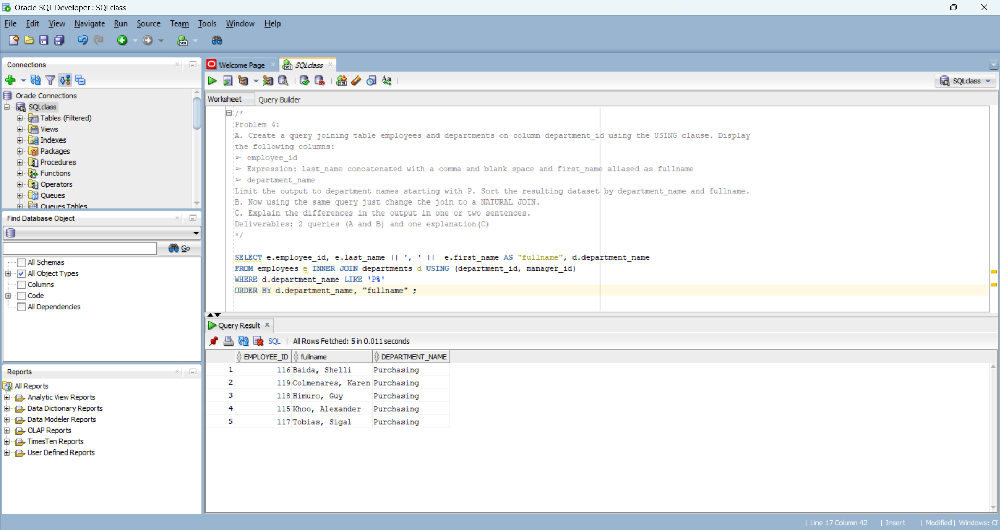 Oracle SQL Developer : SQLclass
File Edit View Navigate Run Source Team Tools Window Help
Connections
Oracle Connections
SQLclass
Tables (Filtered)
Views
Indexes
Packages
Procedures
Functions
Operators
Queues
Queues Tables
Find Database Object
Go
All Schemas
All Object Types
Columns
Code
All Dependencies
Reports
All Reports
Analytic View Reports
Data Dictionary Reports
Data Modeler Reports
OLAP Reports
TimesTen Reports
User Defined Reports
Welcome Page
SQLclass
SQLclass
Worksheet Query Builder
/*
Problem 4:
A. Create a query joining table employees and departments on column department_id using the USING clause. Display
the following columns:
➢ employee_id
➢ Expression: last_name concatenated with a comma and blank space and first_name aliased as fullname
➢ department_name
Limit the output to department names starting with P. Sort the resulting dataset by department_name and fullname.
B. Now using the same query just change the join to a NATURAL JOIN.
C. Explain the differences in the output in one or two sentences.
Deliverables: 2 queries (A and B) and one explanation(C)
*/
SELECT e.employee_id, e.last_name || ', ' ||  e.first_name AS "fullname", d.department_name
FROM employees e INNER JOIN departments d USING (department_id, manager_id)
WHERE d.department_name LIKE 'P%'
ORDER BY d.department_name, "fullname" ;
Query Result
SQL | All Rows Fetched: 5 in 0.011 seconds
EMPLOYEE_ID fullname DEPARTMENT_NAME
1 116 Baida, Shelli Purchasing
2 119 Colmenares, Karen Purchasing
3 118 Himuro, Guy Purchasing
4 115 Khoo, Alexander Purchasing
5 117 Tobias, Sigal Purchasing
| Line 17 Column 42 | Insert | Modified | Windows: CF